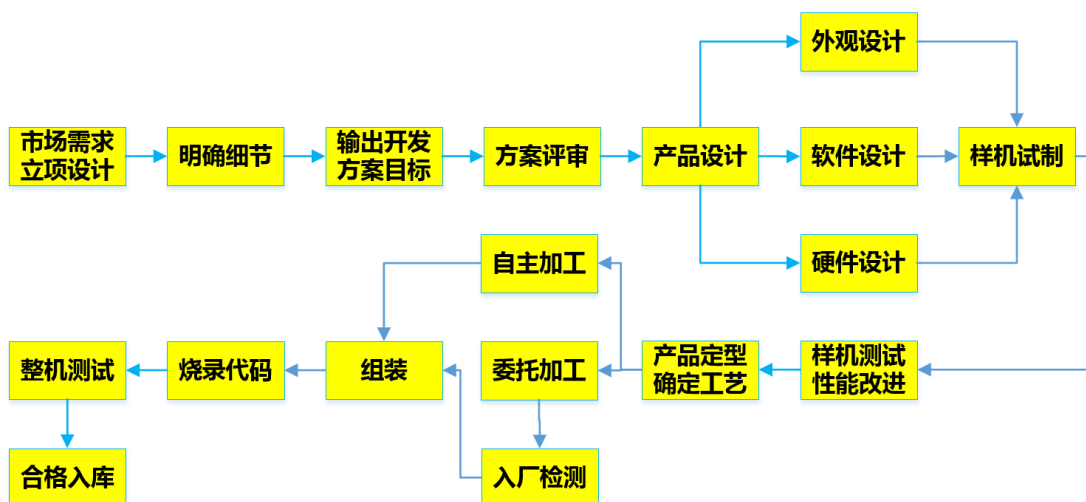 外观设计
市场需求
立项设计
明确细节
输出开发
方案目标
方案评审
产品设计
软件设计
样机试制
硬件设计
自主加工
整机测试
烧录代码
组装
委托加工
产品定型
确定工艺
样机测试
性能改进
合格入库
入厂检测